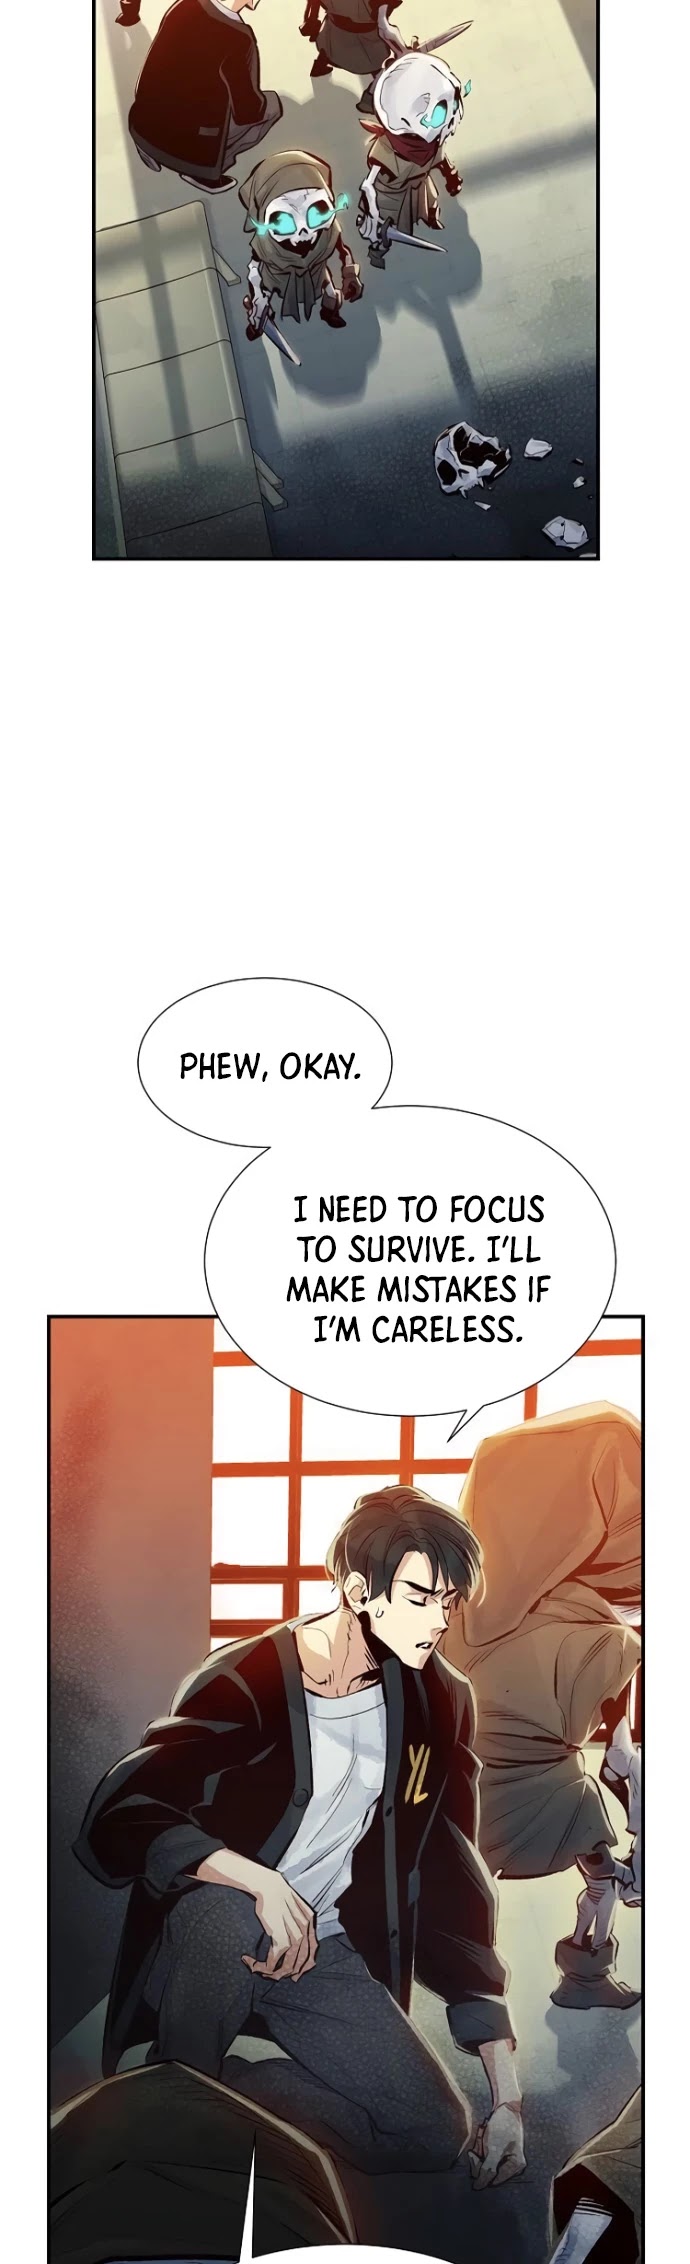 PHEW, OKAY.
I NEED TO FOCUS
TO SURVIVE. I'LL
MAKE MISTAKES IF
I'M CARELESS.
YL